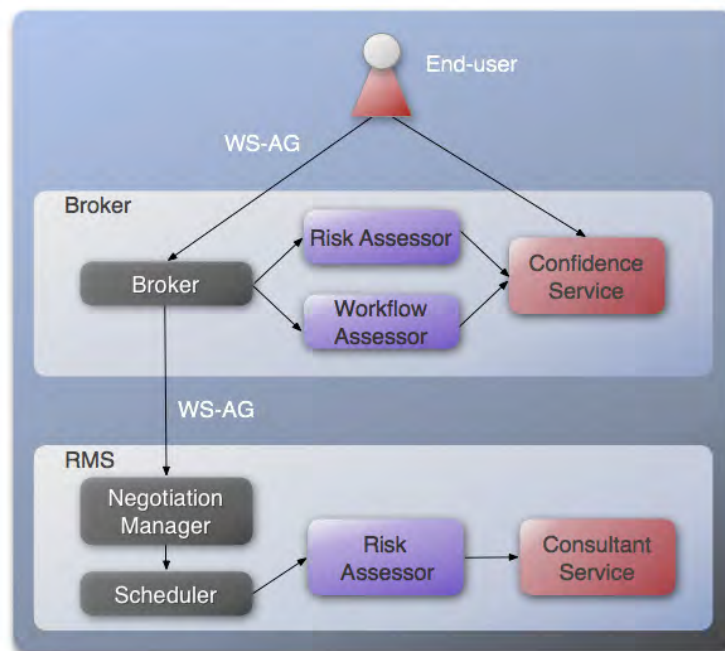 End-user
WS-AG
Broker
Risk Assessor
Broker
Workflow
Assessor
Confidence
Service
WS-AG
RMS
Negotiation
Manager
Scheduler
Risk
Assessor
Consultant
Service